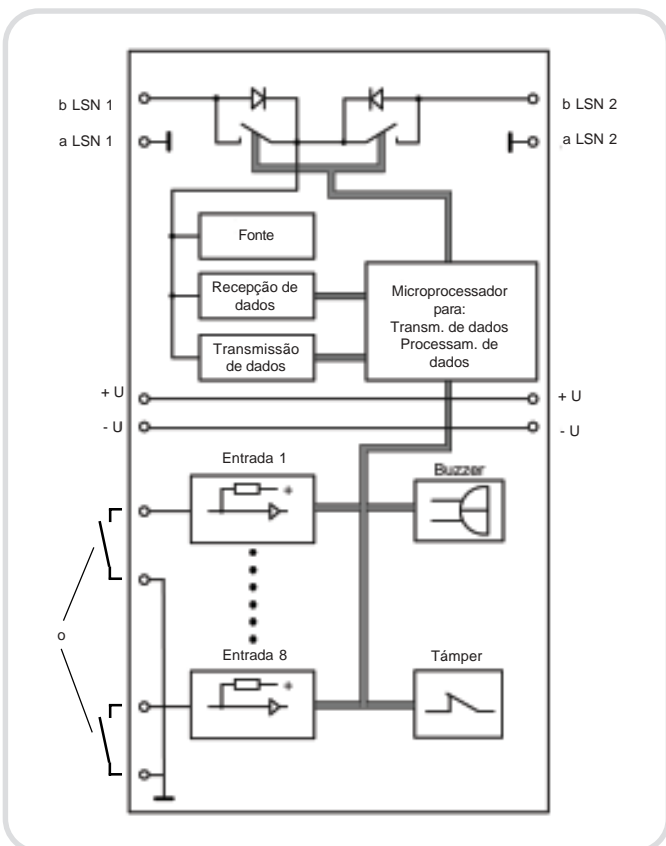 b LSN 1
b LSN 2
a LSN 1
a LSN 2
Fonte
Recepção de
dados
Transmissão
de dados
Microprocessador
para:
Transm. de dados
Processam. de
dados
+ U
+ U
- U
- U
Entrada 1
+
Buzzer
o
Entrada 8
+
Támper